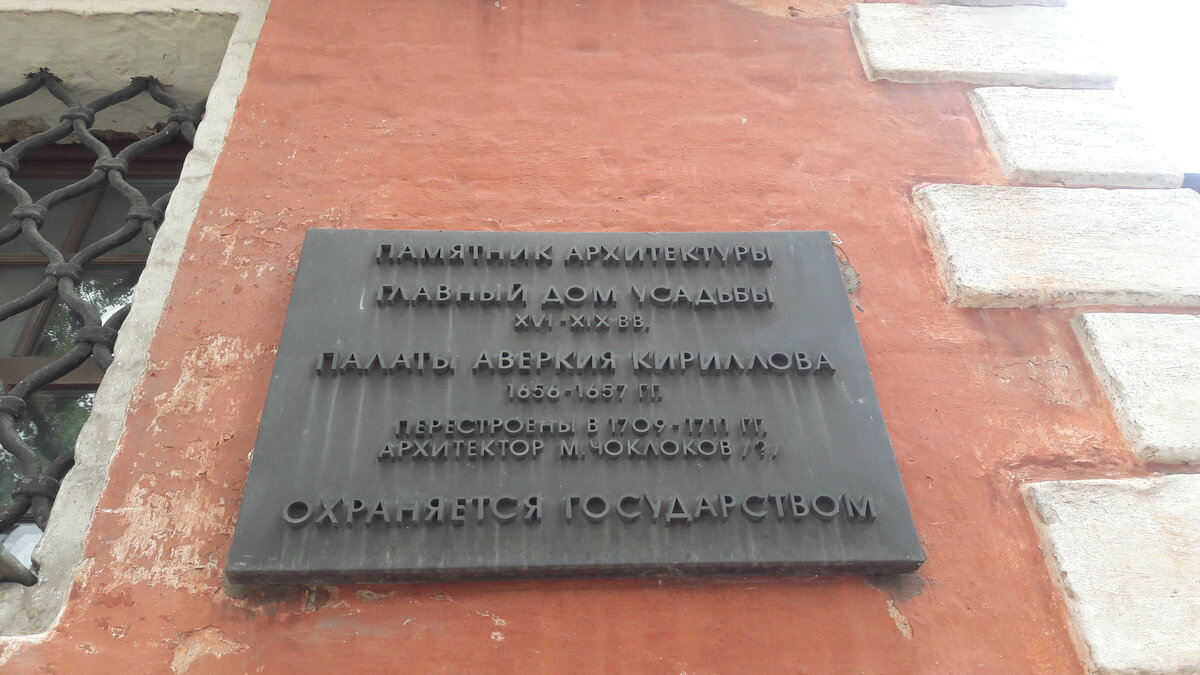 ПАМЯТНИК АРХИТЕКТУРЫ
ГЛАВНЫЙ ДОМ УСАДЬБЫ
XVI-XIX ВВ.
ПАЛАТЫ АВЕРКИЯ КИРИЛЛОВА
1656-1657 ГГ.
ПЕРЕСТРОЕНЫ В 1709-1711 ГГ.
АРХИТЕКТОР М. ЧОКЛОКОВ /?/
ОХРАНЯЕТСЯ ГОСУДАРСТВОМ